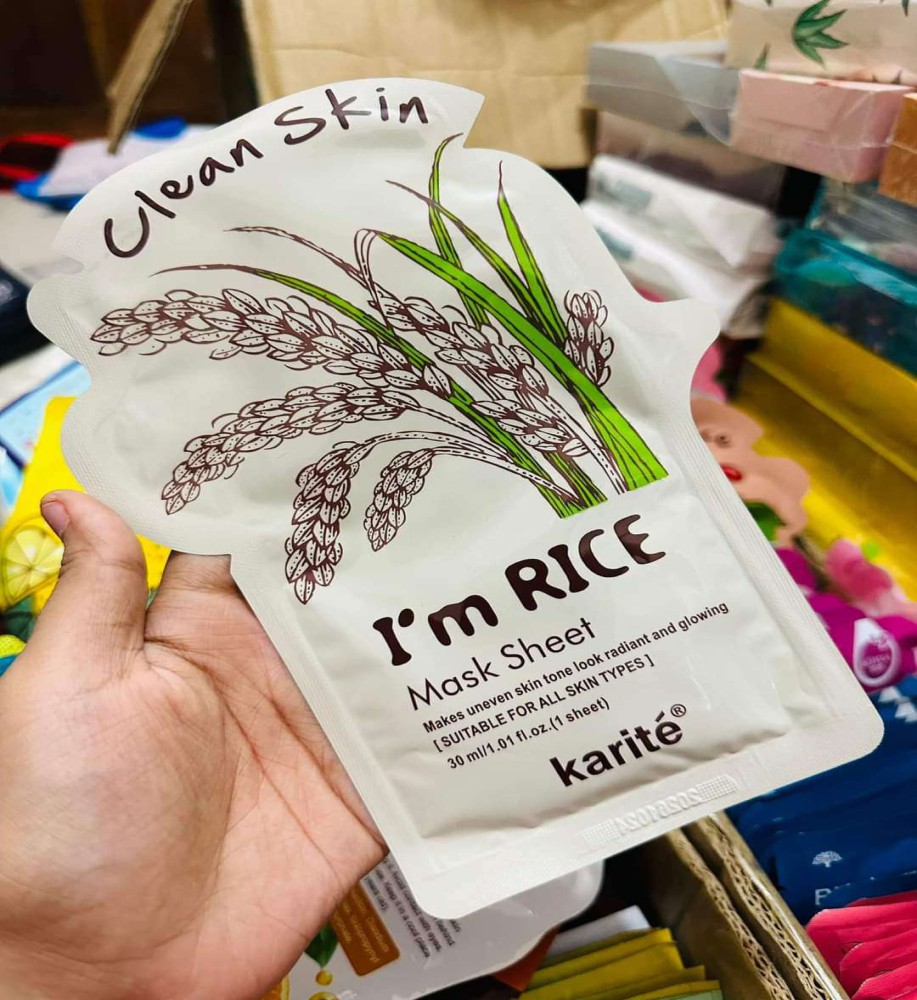 Clean Skin
I'm RICE
Mask Sheet
Makes uneven skin tone look radiant and glowing
[ SUITABLE FOR ALL SKIN TYPES ]
30 ml/1.01 fl.oz.(1 sheet)
karité®